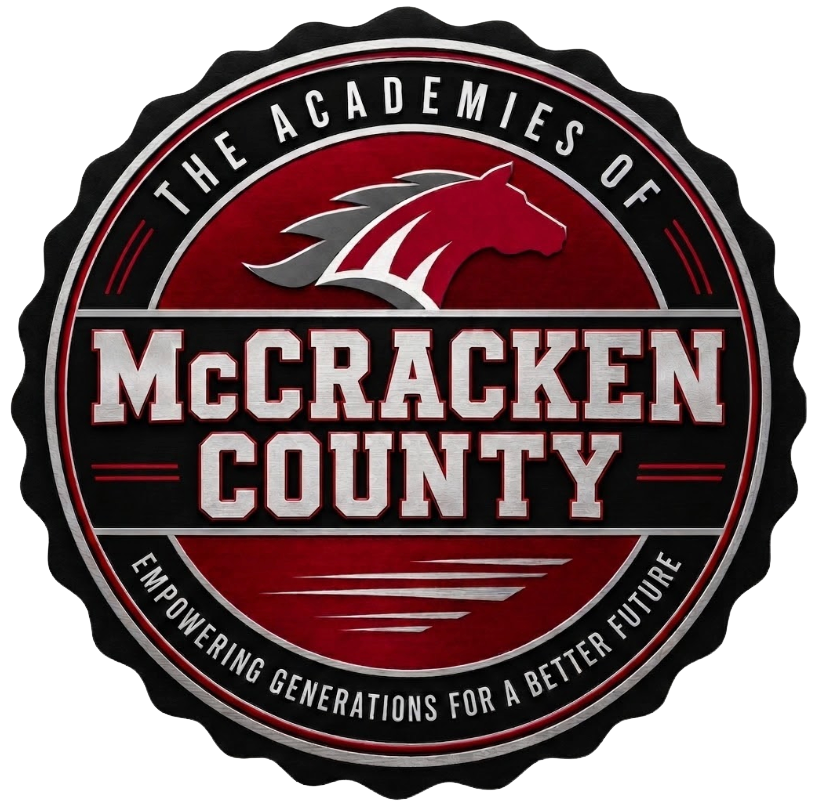 THE ACADEMIES OF
McCRACKEN
COUNTY
EMPOWERING GENERATIONS FOR A BETTER FUTURE